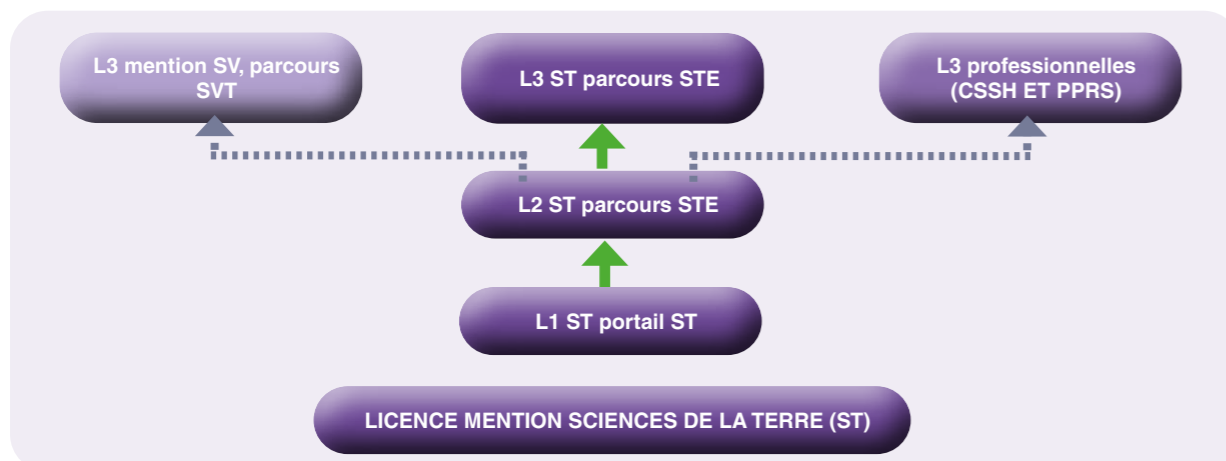 L3 mention SV, parcours
SVT
L3 ST parcours STE
L3 professionnelles
(CSSH ET PPRS)
L2 ST parcours STE
L1 ST portail ST
LICENCE MENTION SCIENCES DE LA TERRE (ST)